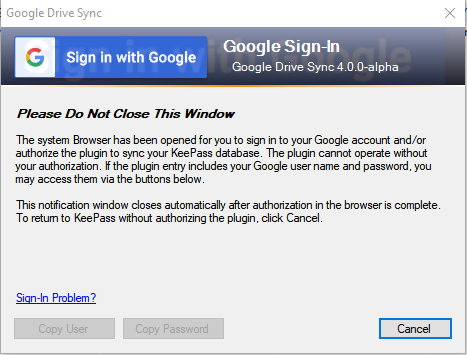 Google Drive Sync
Sign in with Google
Google Sign-In
Google Drive Sync 4.0.0-alpha
Please Do Not Close This Window
The system Browser has been opened for you to sign in to your Google account and/or
authorize the plugin to sync your KeePass database. The plugin cannot operate without
your authorization. If the plugin entry includes your Google user name and password, you
may access them via the buttons below.
This notification window closes automatically after authorization in the browser is complete.
To return to KeePass without authorizing the plugin, click Cancel.
Sign-In Problem?
Copy User
Copy Password
Cancel